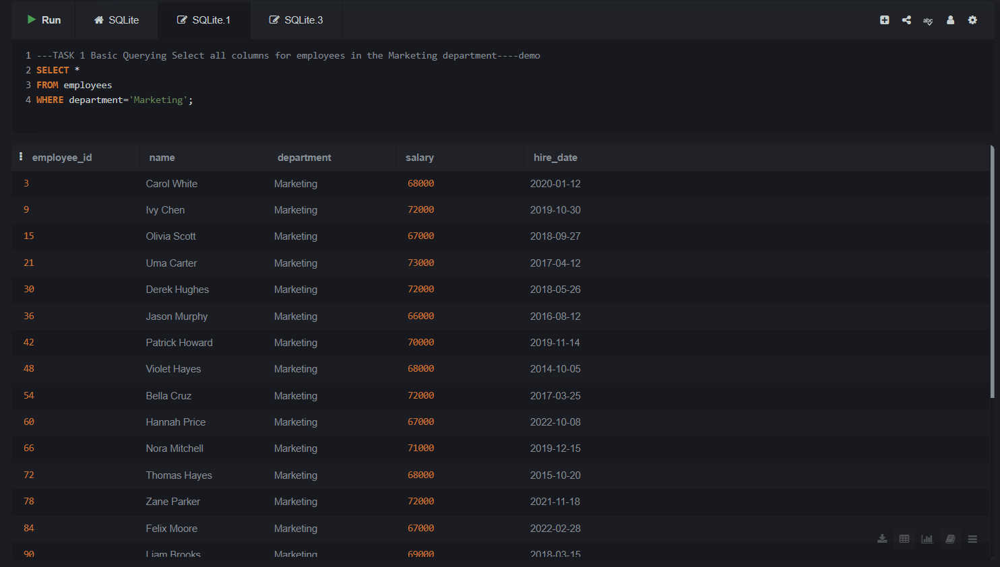 Run SQLite SQLite.1 SQLite.3 abc
1 ---TASK 1 Basic Querying Select all columns for employees in the Marketing department----demo
2 SELECT *
3 FROM employees
4 WHERE department='Marketing';
employee_id name department salary hire_date
3 Carol White Marketing 68000 2020-01-12
9 Ivy Chen Marketing 72000 2019-10-30
15 Olivia Scott Marketing 67000 2018-09-27
21 Uma Carter Marketing 73000 2017-04-12
30 Derek Hughes Marketing 72000 2018-05-26
36 Jason Murphy Marketing 66000 2016-08-12
42 Patrick Howard Marketing 70000 2019-11-14
48 Violet Hayes Marketing 68000 2014-10-05
54 Bella Cruz Marketing 72000 2017-03-25
60 Hannah Price Marketing 67000 2022-10-08
66 Nora Mitchell Marketing 71000 2019-12-15
72 Thomas Hayes Marketing 68000 2015-10-20
78 Zane Parker Marketing 72000 2021-11-18
84 Felix Moore Marketing 67000 2022-02-28
90 Liam Brooks Marketing 69000 2018-03-15